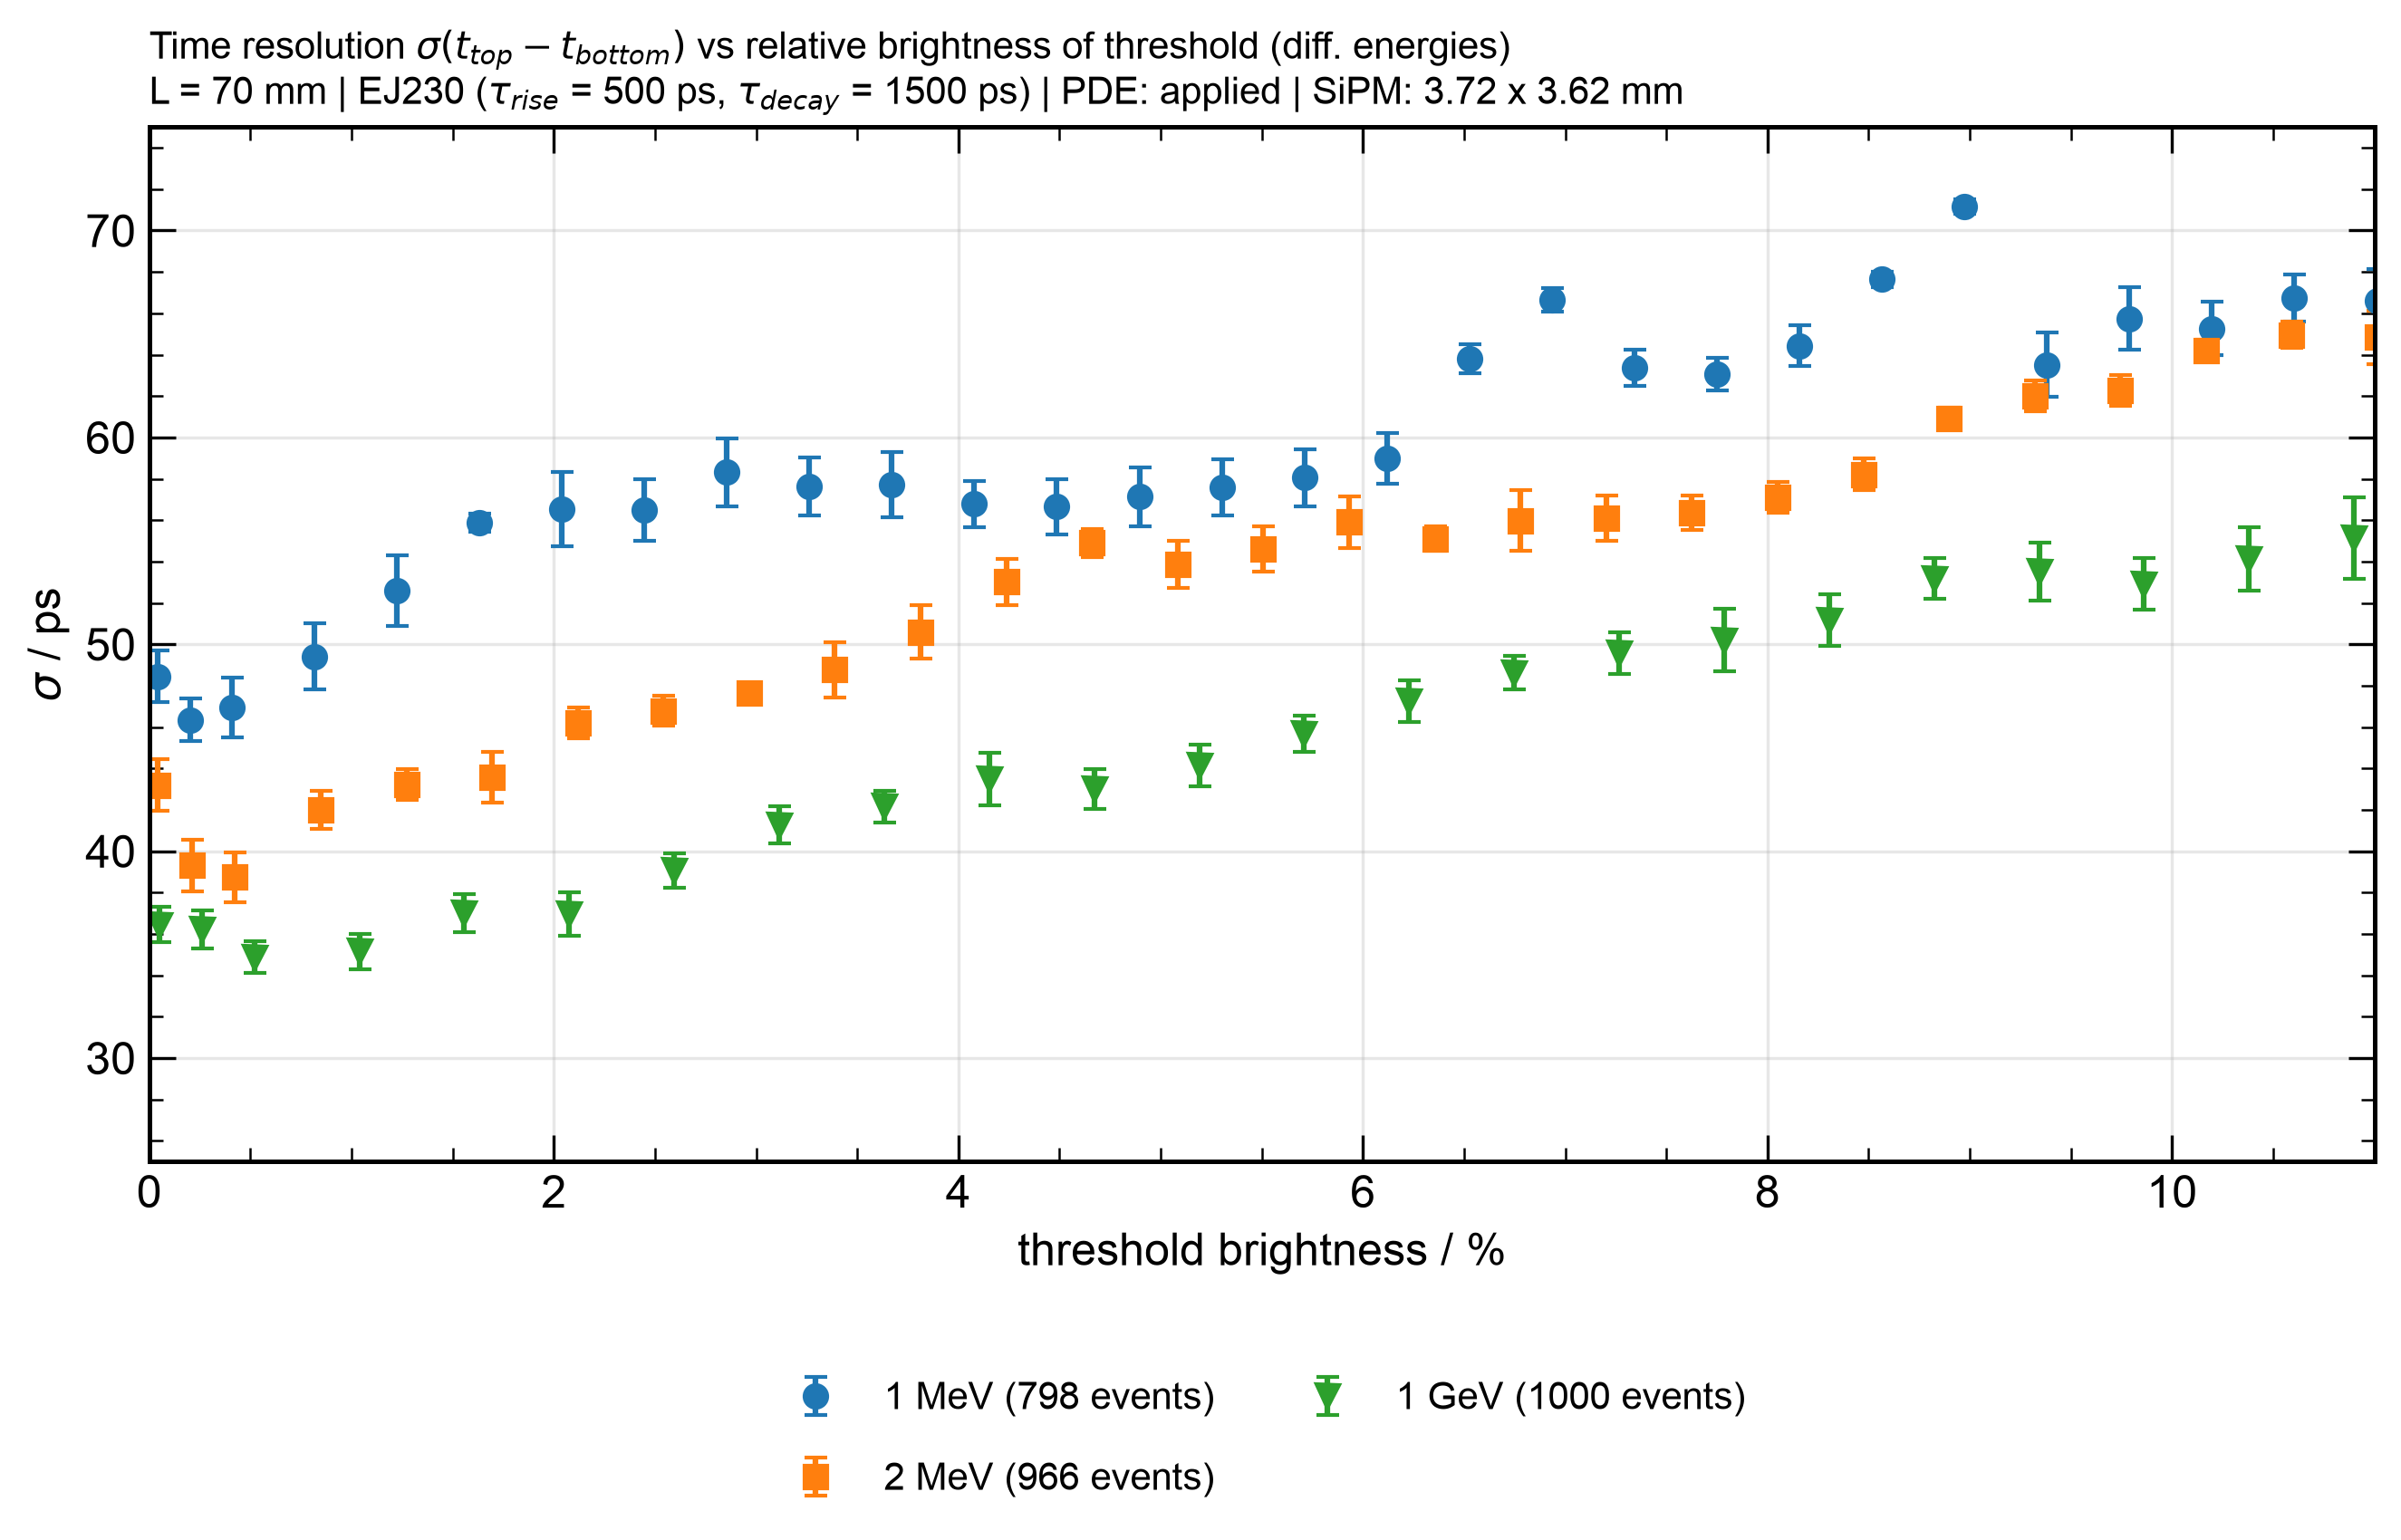 Time resolution σ(t_top − t_bottom) vs relative brightness of threshold (diff. energies)
L = 70 mm | EJ230 (τ_rise = 500 ps, τ_decay = 1500 ps) | PDE: applied | SiPM: 3.72 x 3.62 mm
70
60
50
40
30
σ / ps
0 2 4 6 8 10
threshold brightness / %
1 MeV (798 events) 1 GeV (1000 events)
2 MeV (966 events)